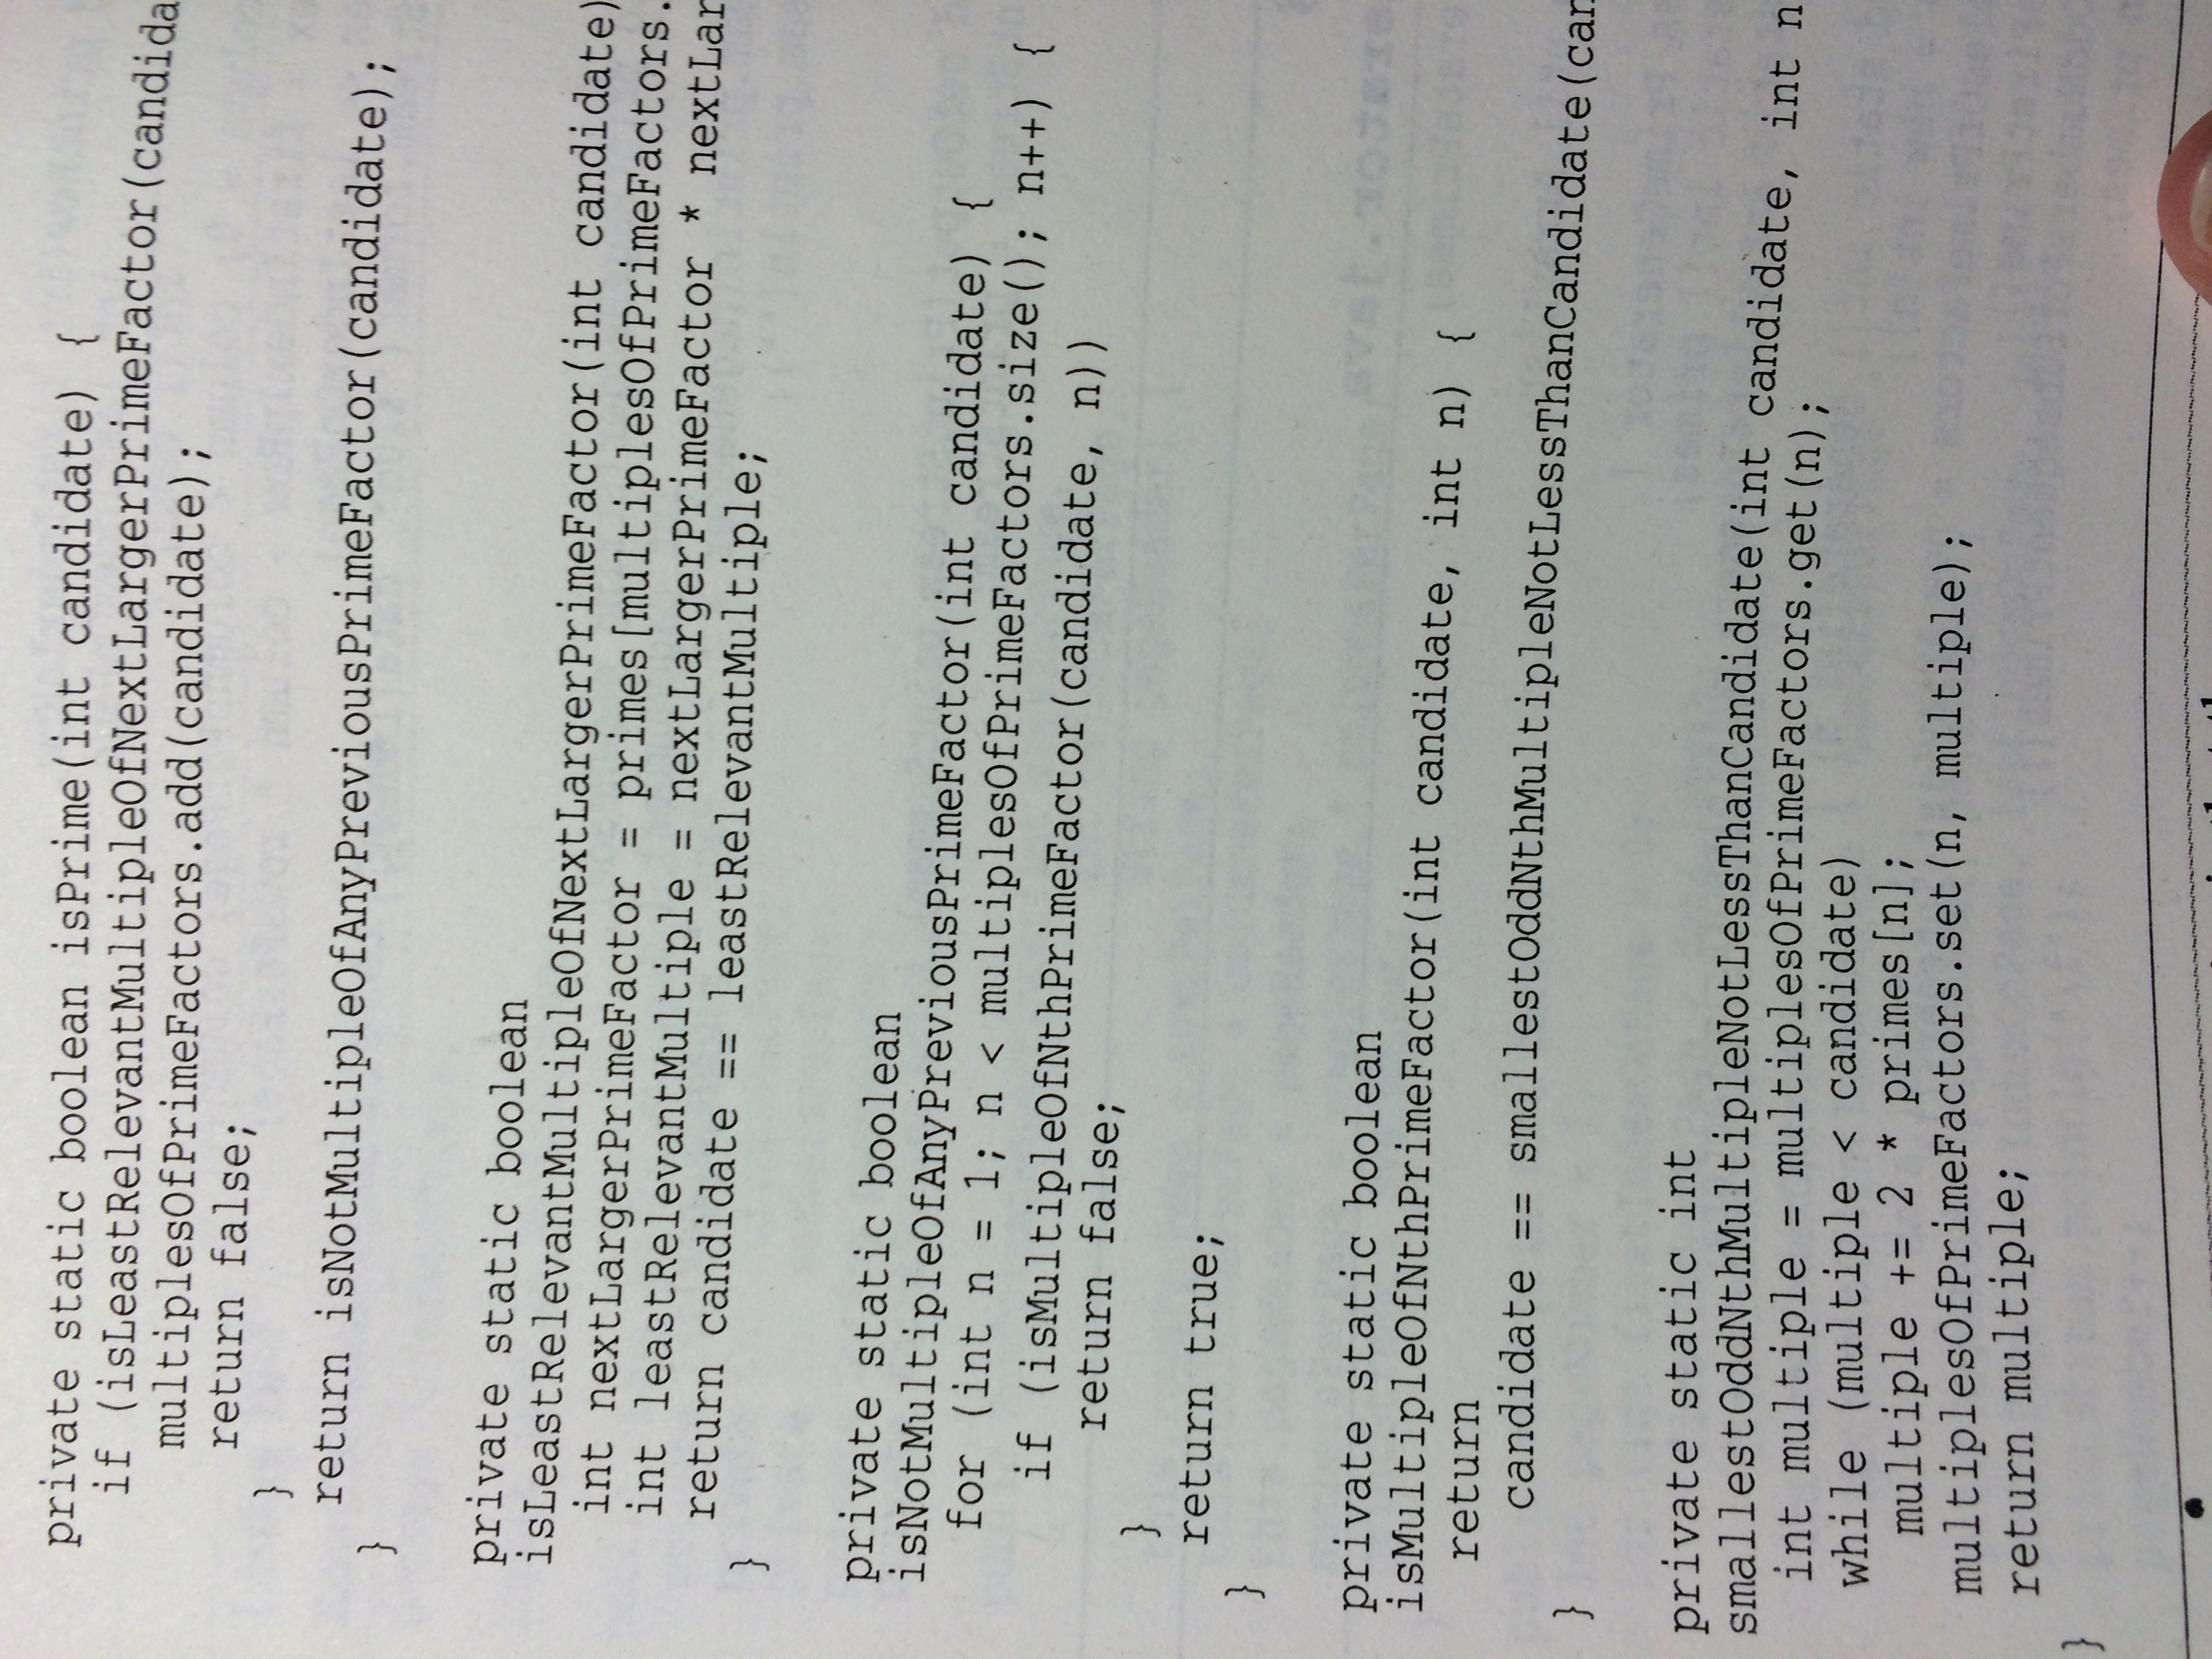 private static boolean isPrime(int candidate) {
if (isLeastRelevantMultipleOfNextLargerPrimeFactor(candida
multiplesOfPrimeFactors.add(candidate);
return false;
}
return isNotMultipleOfAnyPreviousPrimeFactor(candidate);
}
private static boolean
isLeastRelevantMultipleOfNextLargerPrimeFactor(int candidate)
int nextLargerPrimeFactor = primes[multiplesOfPrimeFactors.
int leastRelevantMultiple = nextLargerPrimeFactor * nextLar
return candidate == leastRelevantMultiple;
}
private static boolean
isNotMultipleOfAnyPreviousPrimeFactor(int candidate) {
for (int n = 1; n < multiplesOfPrimeFactors.size(); n++) {
if (isMultipleOfNthPrimeFactor(candidate, n))
return false;
}
return true;
}
private static boolean
isMultipleOfNthPrimeFactor(int candidate, int n) {
return
candidate == smallestOddNthMultipleNotLessThanCandidate(can
}
private static int
smallestOddNthMultipleNotLessThanCandidate(int candidate, int n
int multiple = multiplesOfPrimeFactors.get(n);
while (multiple < candidate)
multiple += 2 * primes[n];
multiplesOfPrimeFactors.set(n, multiple);
return multiple;
}